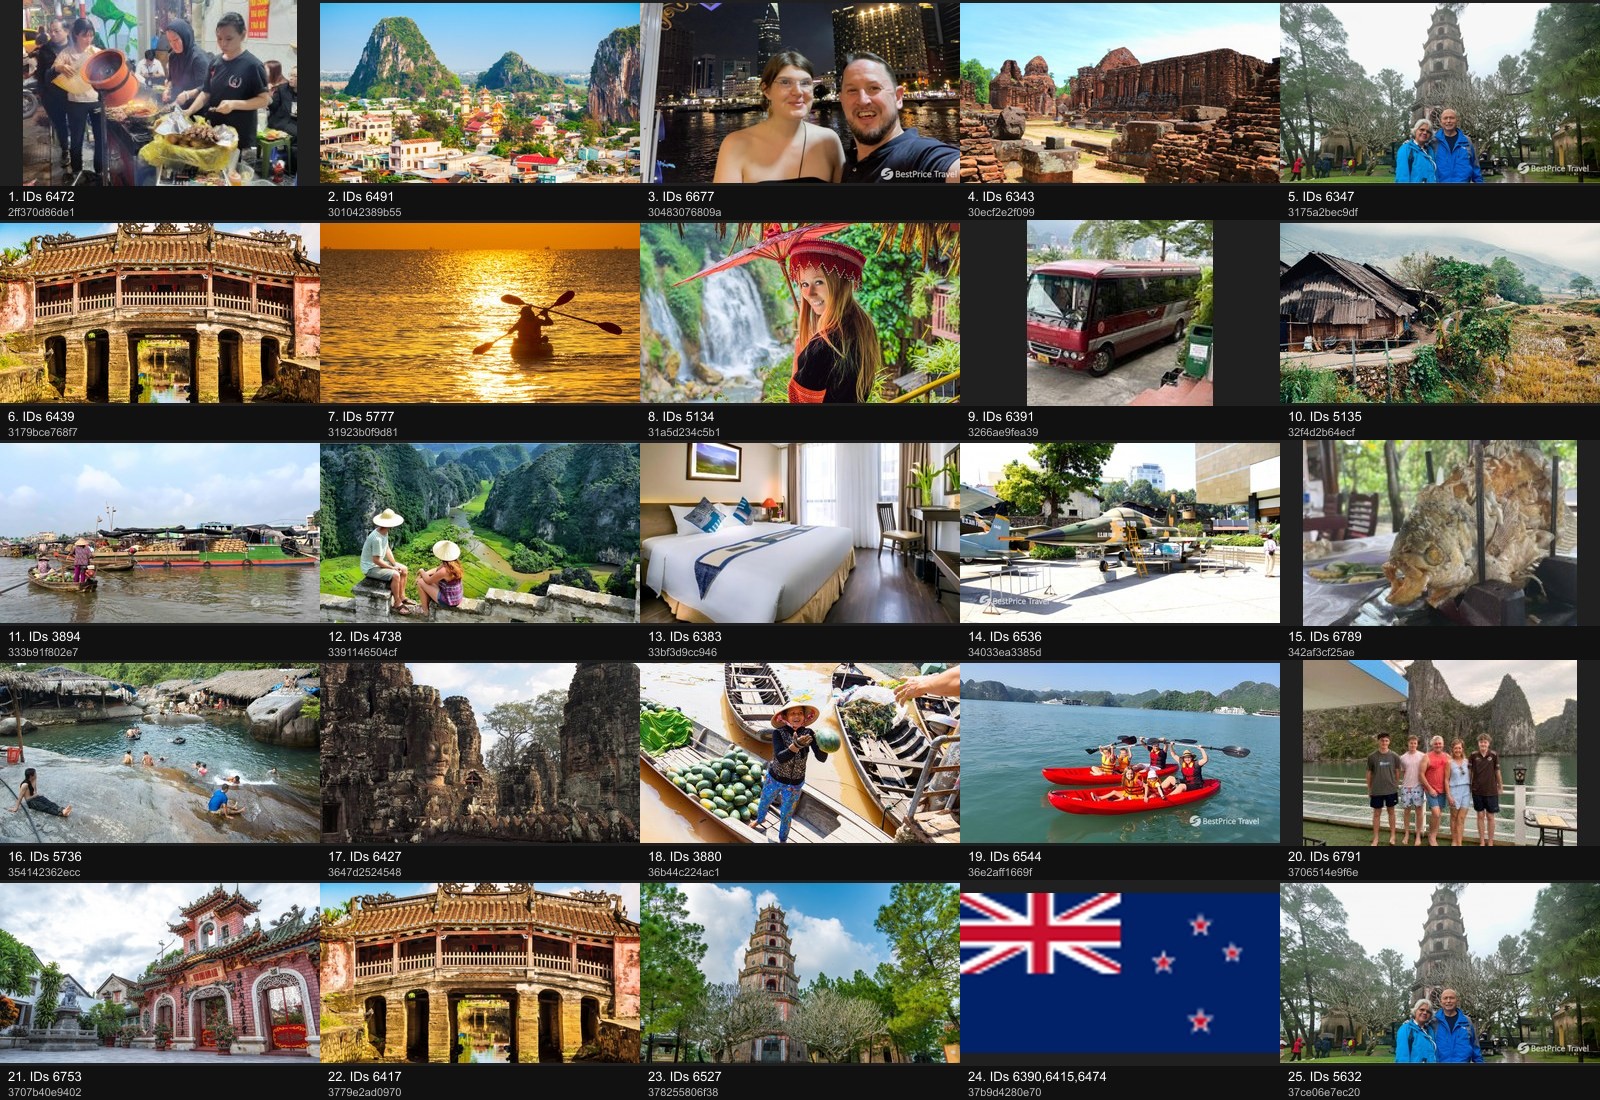 1. IDs 6472
2ff370d86de1
2. IDs 6491
301042389b55
BestPrice Travel
3. IDs 6677
30483076809a
4. IDs 6343
30ecf2e2f099
BestPrice Travel
5. IDs 6347
3175a2bec9df
6. IDs 6439
3179bce768f7
7. IDs 5777
31923b0f9d81
8. IDs 5134
31a5d234c5b1
9. IDs 6391
3266ae9fea39
10. IDs 5135
32f4d2b64ecf
11. IDs 3894
333b91f802e7
12. IDs 4738
3391146504cf
13. IDs 6383
33bf3d9cc946
BestPrice Travel
14. IDs 6536
34033ea3385d
15. IDs 6789
342af3cf25ae
16. IDs 5736
354142362ecc
17. IDs 6427
3647d2524548
18. IDs 3880
36b44c224ac1
BestPrice Travel
19. IDs 6544
36e2aff1669f
20. IDs 6791
3706514e9f6e
21. IDs 6753
3707b40e9402
22. IDs 6417
3779e2ad0970
23. IDs 6527
378255806f38
24. IDs 6390,6415,6474
37b9d4280e70
BestPrice Travel
25. IDs 5632
37ce06e7ec20